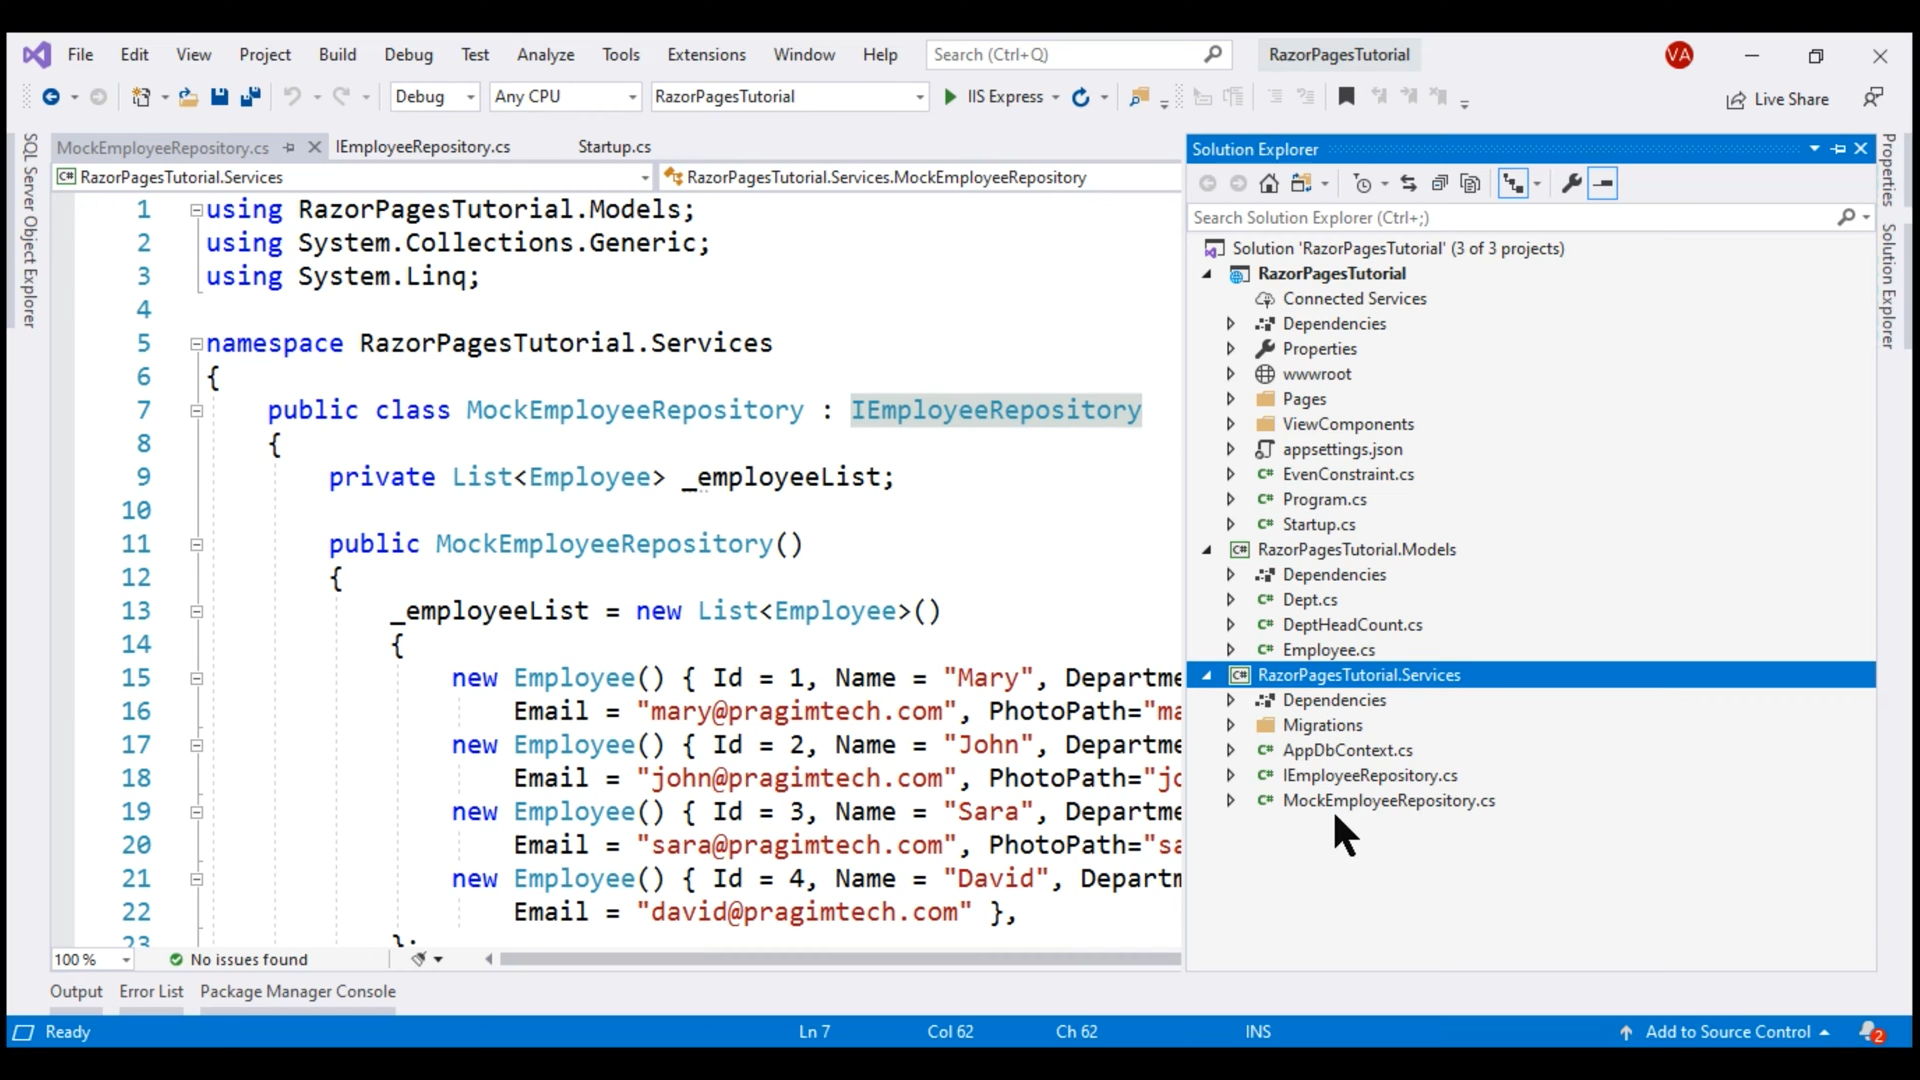 File Edit View Project Build Debug Test Analyze Tools Extensions Window Help Search (Ctrl+Q) RazorPagesTutorial VA
Debug Any CPU RazorPagesTutorial IIS Express Live Share
SQL Server Object Explorer
MockEmployeeRepository.cs IEmployeeRepository.cs Startup.cs
C# RazorPagesTutorial.Services RazorPagesTutorial.Services.MockEmployeeRepository
1 using RazorPagesTutorial.Models;
2 using System.Collections.Generic;
3 using System.Linq;
4
5 namespace RazorPagesTutorial.Services
6 {
7 public class MockEmployeeRepository : IEmployeeRepository
8 {
9 private List<Employee> _employeeList;
10
11 public MockEmployeeRepository()
12 {
13 _employeeList = new List<Employee>()
14 {
15 new Employee() { Id = 1, Name = "Mary", Departme
16 Email = "mary@pragimtech.com", PhotoPath="ma
17 new Employee() { Id = 2, Name = "John", Departme
18 Email = "john@pragimtech.com", PhotoPath="jo
19 new Employee() { Id = 3, Name = "Sara", Departme
20 Email = "sara@pragimtech.com", PhotoPath="sa
21 new Employee() { Id = 4, Name = "David", Departm
22 Email = "david@pragimtech.com" },
23 };
100 % No issues found
Output Error List Package Manager Console
Solution Explorer
Search Solution Explorer (Ctrl+;)
Solution 'RazorPagesTutorial' (3 of 3 projects)
RazorPagesTutorial
Connected Services
Dependencies
Properties
wwwroot
Pages
ViewComponents
appsettings.json
C# EvenConstraint.cs
C# Program.cs
C# Startup.cs
C# RazorPagesTutorial.Models
Dependencies
C# Dept.cs
C# DeptHeadCount.cs
C# Employee.cs
C# RazorPagesTutorial.Services
Dependencies
Migrations
C# AppDbContext.cs
C# IEmployeeRepository.cs
C# MockEmployeeRepository.cs
Properties
Solution Explorer
Ready Ln 7 Col 62 Ch 62 INS Add to Source Control 2